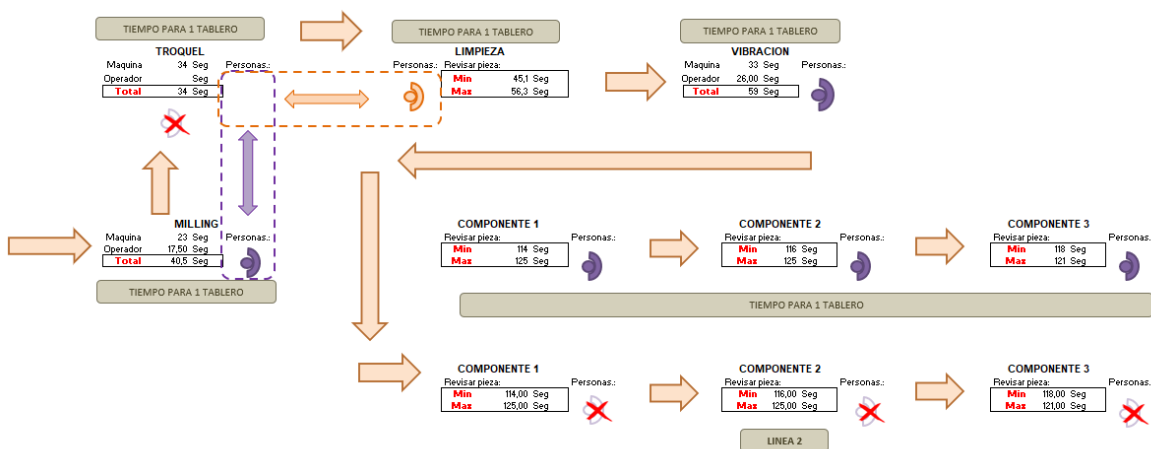 TIEMPO PARA 1 TABLERO
TROQUEL
Maquina 34 Seg Personas.:
Operador Seg
Total 34 Seg
TIEMPO PARA 1 TABLERO
LIMPIEZA
Personas.: Revisar pieza:
Min 45,1 Seg
Max 56,3 Seg
TIEMPO PARA 1 TABLERO
VIBRACION
Maquina 33 Seg Personas.:
Operador 26,00 Seg
Total 59 Seg
MILLING
Maquina 23 Seg Personas.:
Operador 17,50 Seg
Total 40,5 Seg
TIEMPO PARA 1 TABLERO
COMPONENTE 1
Revisar pieza: Personas.:
Min 114 Seg
Max 125 Seg
COMPONENTE 2
Revisar pieza: Personas.:
Min 116 Seg
Max 125 Seg
COMPONENTE 3
Revisar pieza: Personas.:
Min 118 Seg
Max 121 Seg
TIEMPO PARA 1 TABLERO
COMPONENTE 1
Revisar pieza: Personas.:
Min 114,00 Seg
Max 125,00 Seg
COMPONENTE 2
Revisar pieza: Personas.:
Min 116,00 Seg
Max 125,00 Seg
COMPONENTE 3
Revisar pieza: Personas.:
Min 118,00 Seg
Max 121,00 Seg
LINEA 2